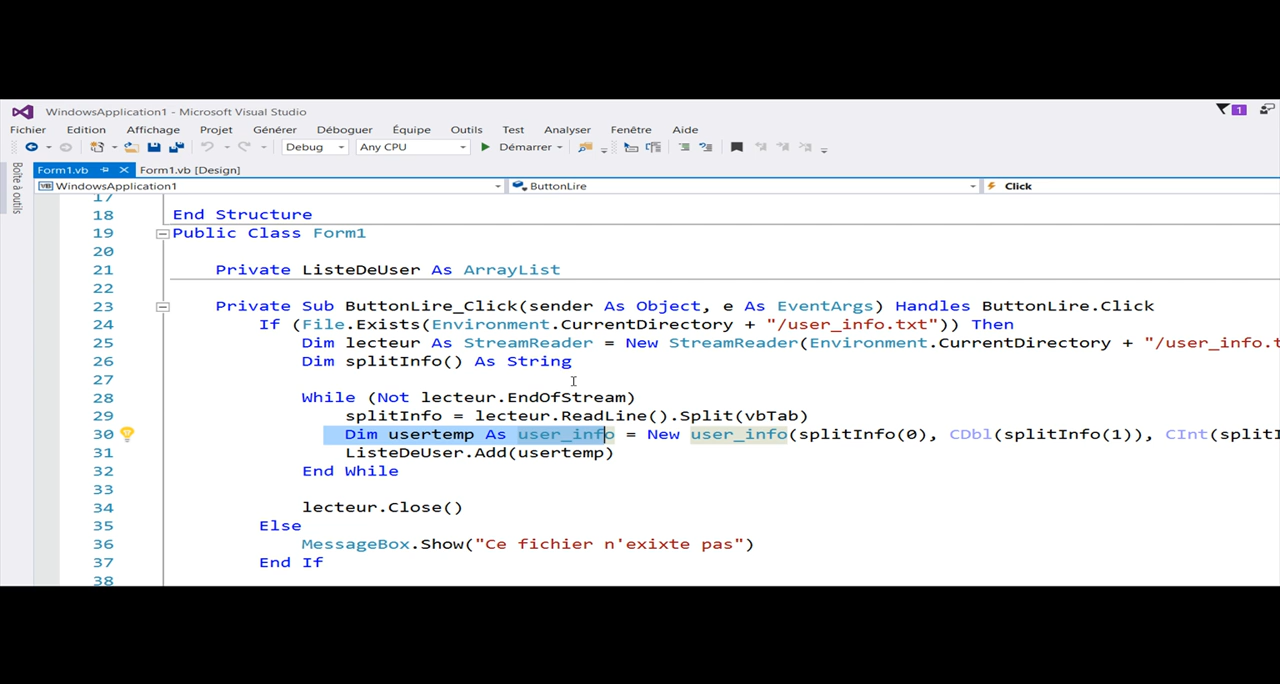 WindowsApplication1 - Microsoft Visual Studio
1
Fichier Edition Affichage Projet Générer Déboguer Équipe Outils Test Analyser Fenêtre Aide
Debug Any CPU Démarrer
Boîte à outils
Form1.vb Form1.vb [Design]
VB WindowsApplication1 ButtonLire Click
17
18 End Structure
19 Public Class Form1
20
21 Private ListeDeUser As ArrayList
22
23 Private Sub ButtonLire_Click(sender As Object, e As EventArgs) Handles ButtonLire.Click
24 If (File.Exists(Environment.CurrentDirectory + "/user_info.txt")) Then
25 Dim lecteur As StreamReader = New StreamReader(Environment.CurrentDirectory + "/user_info.t
26 Dim splitInfo() As String
27
28 While (Not lecteur.EndOfStream)
29 splitInfo = lecteur.ReadLine().Split(vbTab)
30 Dim usertemp As user_info = New user_info(splitInfo(0), CDbl(splitInfo(1)), CInt(splitI
31 ListeDeUser.Add(usertemp)
32 End While
33
34 lecteur.Close()
35 Else
36 MessageBox.Show("Ce fichier n'exixte pas")
37 End If
38